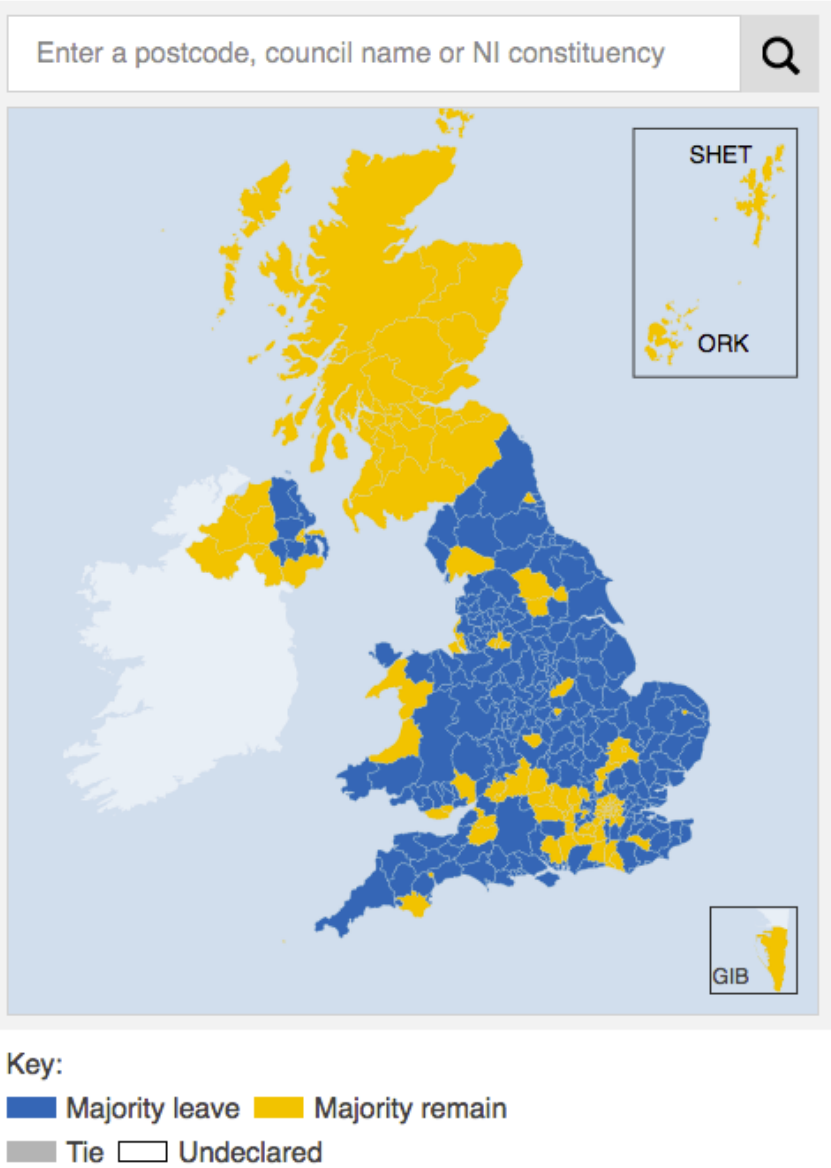 Enter a postcode, council name or NI constituency
SHET
ORK
GIB
Key:
Majority leave Majority remain
Tie Undeclared